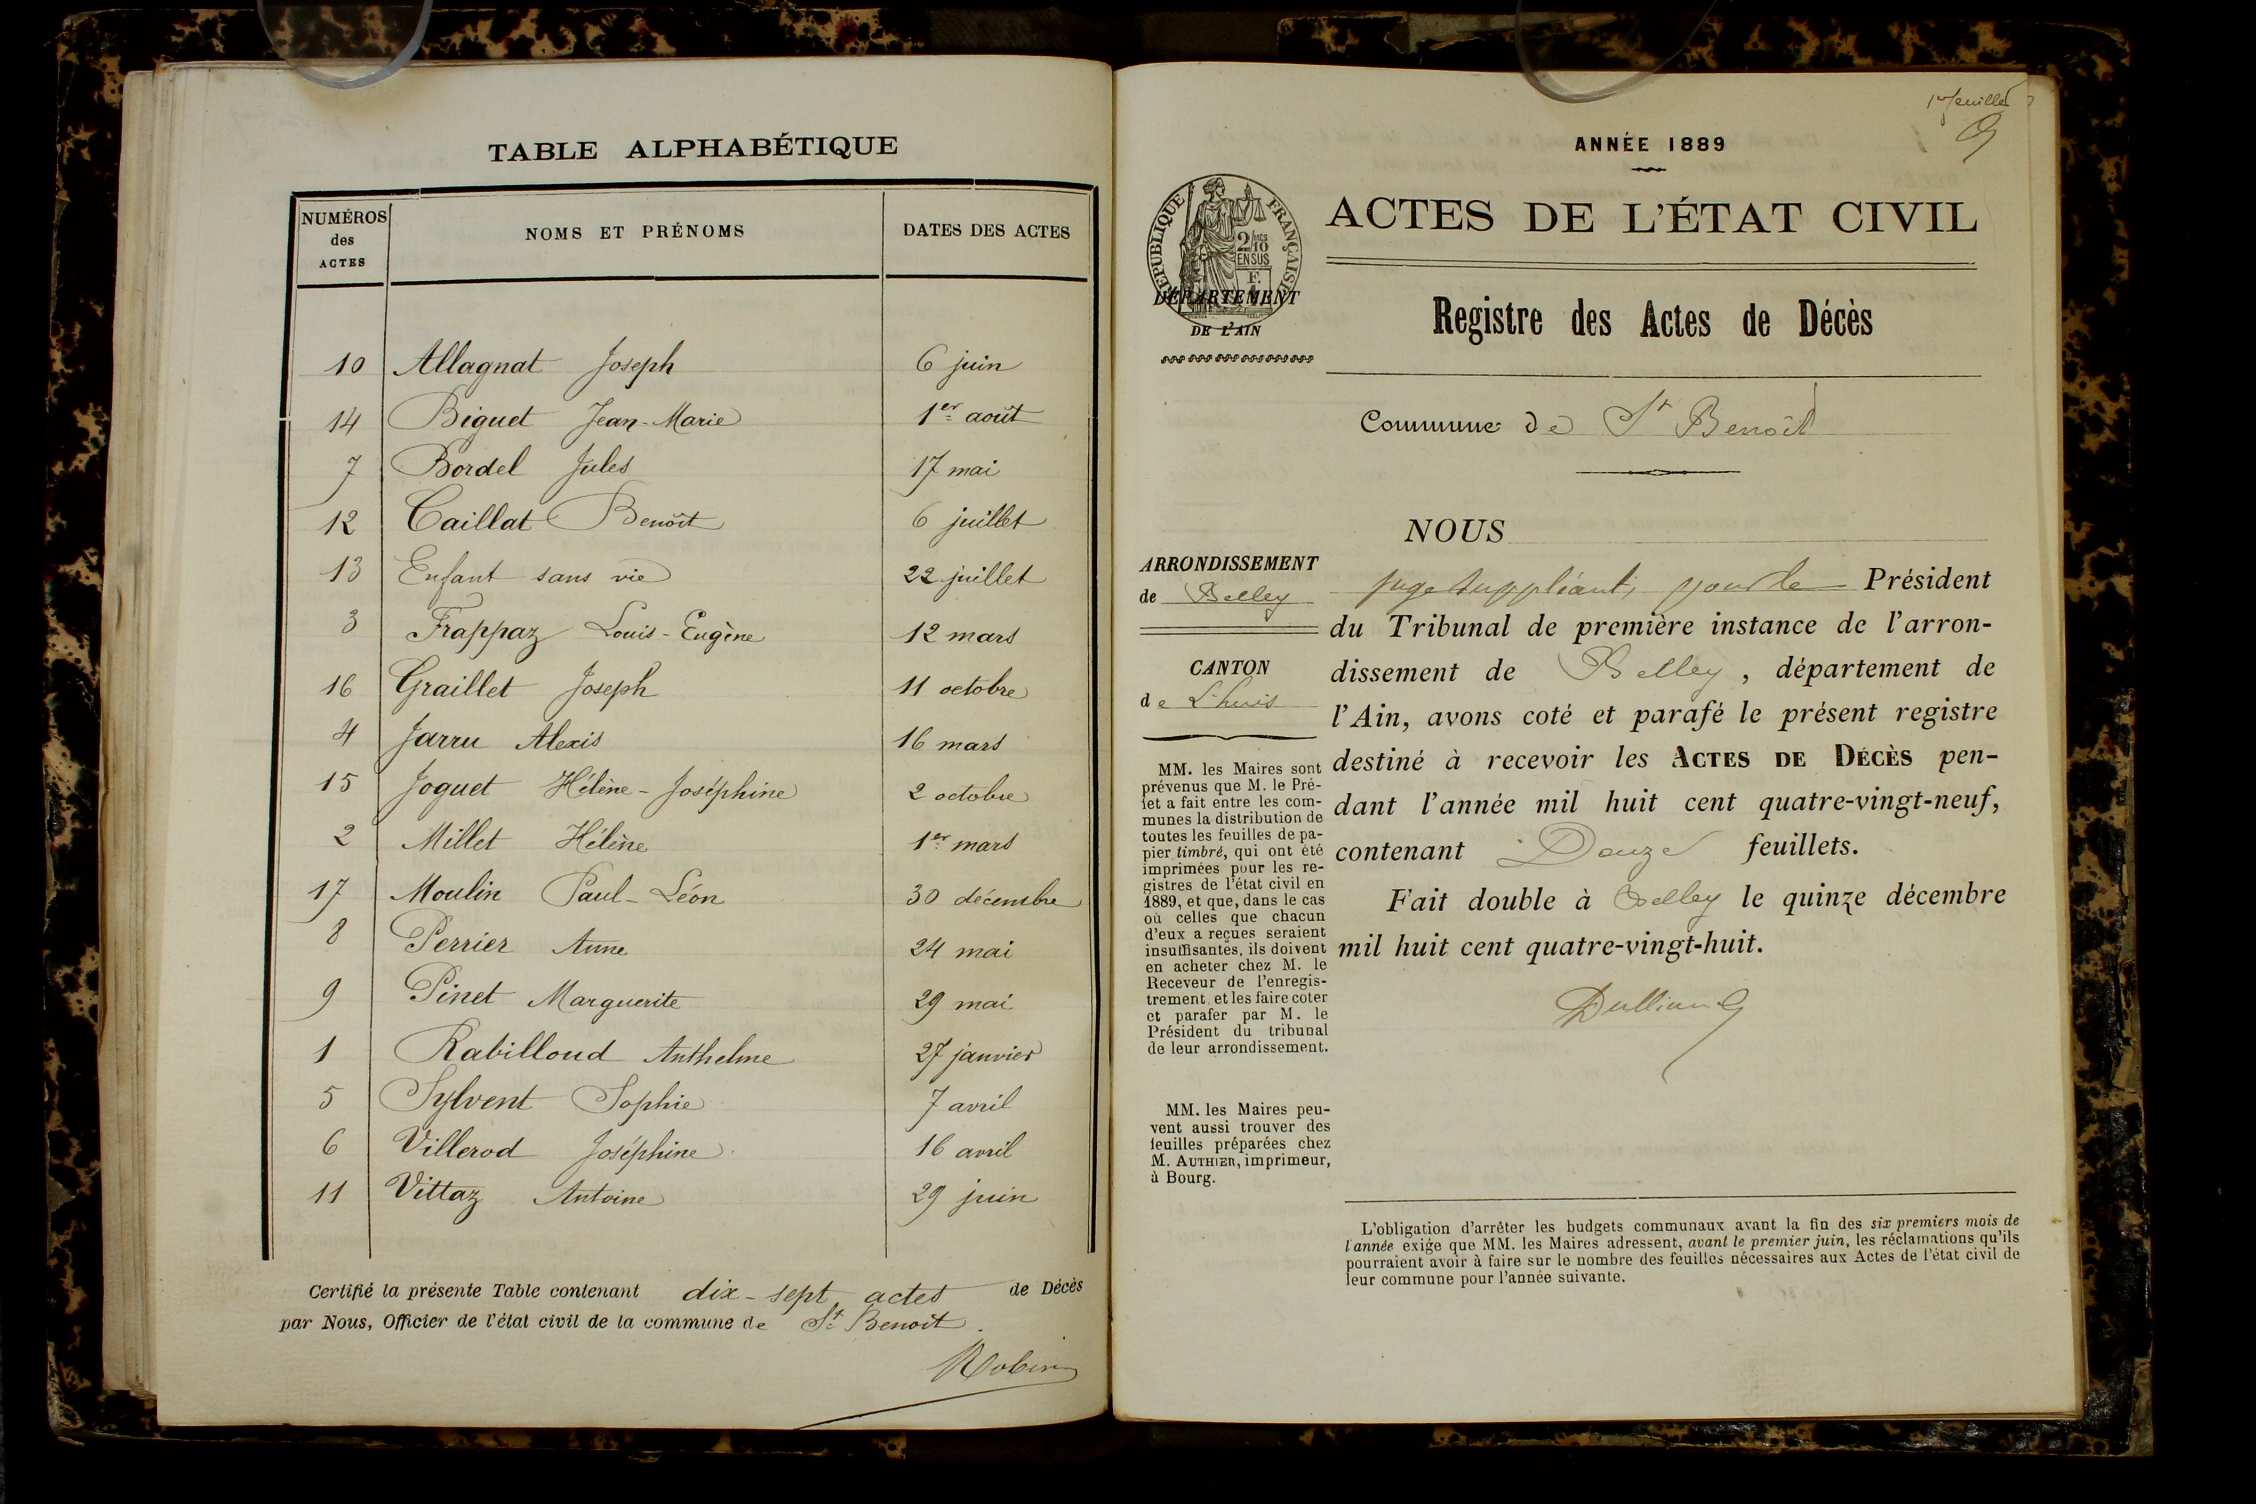 TABLE ALPHABÉTIQUE
NUMÉROS des ACTES
NOMS ET PRÉNOMS
DATES DES ACTES
10 Allagnat Joseph 6 juin
14 Biguet Jean-Marie 1er août
7 Bordel Jules 17 mai
12 Caillat Benoît 6 juillet
13 Enfant sans vie 22 juillet
3 Frappaz Louis-Eugène 12 mars
16 Graillet Joseph 11 octobre
4 Jarru Alexis 16 mars
15 Joguet Hélène-Joséphine 2 octobre
2 Millet Hélène 1er mars
17 Moulin Paul-Léon 30 décembre
8 Perrier Anne 24 mai
9 Pinet Marguerite 29 mai
1 Rabilloud Anthelme 27 janvier
5 Sylvent Sophie 7 avril
6 Villerod Joséphine 16 avril
11 Vittaz Antoine 29 juin
Certifié la présente Table contenant dix-sept actes de Décès
par Nous, Officier de l'état civil de la commune de St Benoît.
Robin
1er feuillet
ANNÉE 1889
ACTES DE L'ÉTAT CIVIL
RÉPUBLIQUE FRANÇAISE
2/10
EN SUS
DÉPARTEMENT
DE L'AIN
Registre des Actes de Décès
Commune de St Benoît
NOUS
ARRONDISSEMENT
de Belley
CANTON
de Lhuis
juge suppléant, pour le Président
du Tribunal de première instance de l'arron-
dissement de Belley, département de
l'Ain, avons coté et parafé le présent registre
destiné à recevoir les ACTES DE DÉCÈS pen-
dant l'année mil huit cent quatre-vingt-neuf,
contenant Douze feuillets.
Fait double à Belley le quinze décembre
mil huit cent quatre-vingt-huit.
MM. les Maires sont
prévenus que M. le Pré-
fet a fait entre les com-
munes la distribution de
toutes les feuilles de pa-
pier timbré, qui ont été
imprimées pour les re-
gistres de l'état civil en
1889, et que, dans le cas
où celles que chacun
d'eux a reçues seraient
insuffisantes, ils doivent
en acheter chez M. le
Receveur de l'enregis-
trement, et les faire coter
et parafer par M. le
Président du tribunal
de leur arrondissement.
MM. les Maires peu-
vent aussi trouver des
feuilles préparées chez
M. AUTHIER, imprimeur,
à Bourg.
L'obligation d'arrêter les budgets communaux avant la fin des six premiers mois de
l'année exige que MM. les Maires adressent, avant le premier juin, les réclamations qu'ils
pourraient avoir à faire sur le nombre des feuilles nécessaires aux Actes de l'état civil de
leur commune pour l'année suivante.